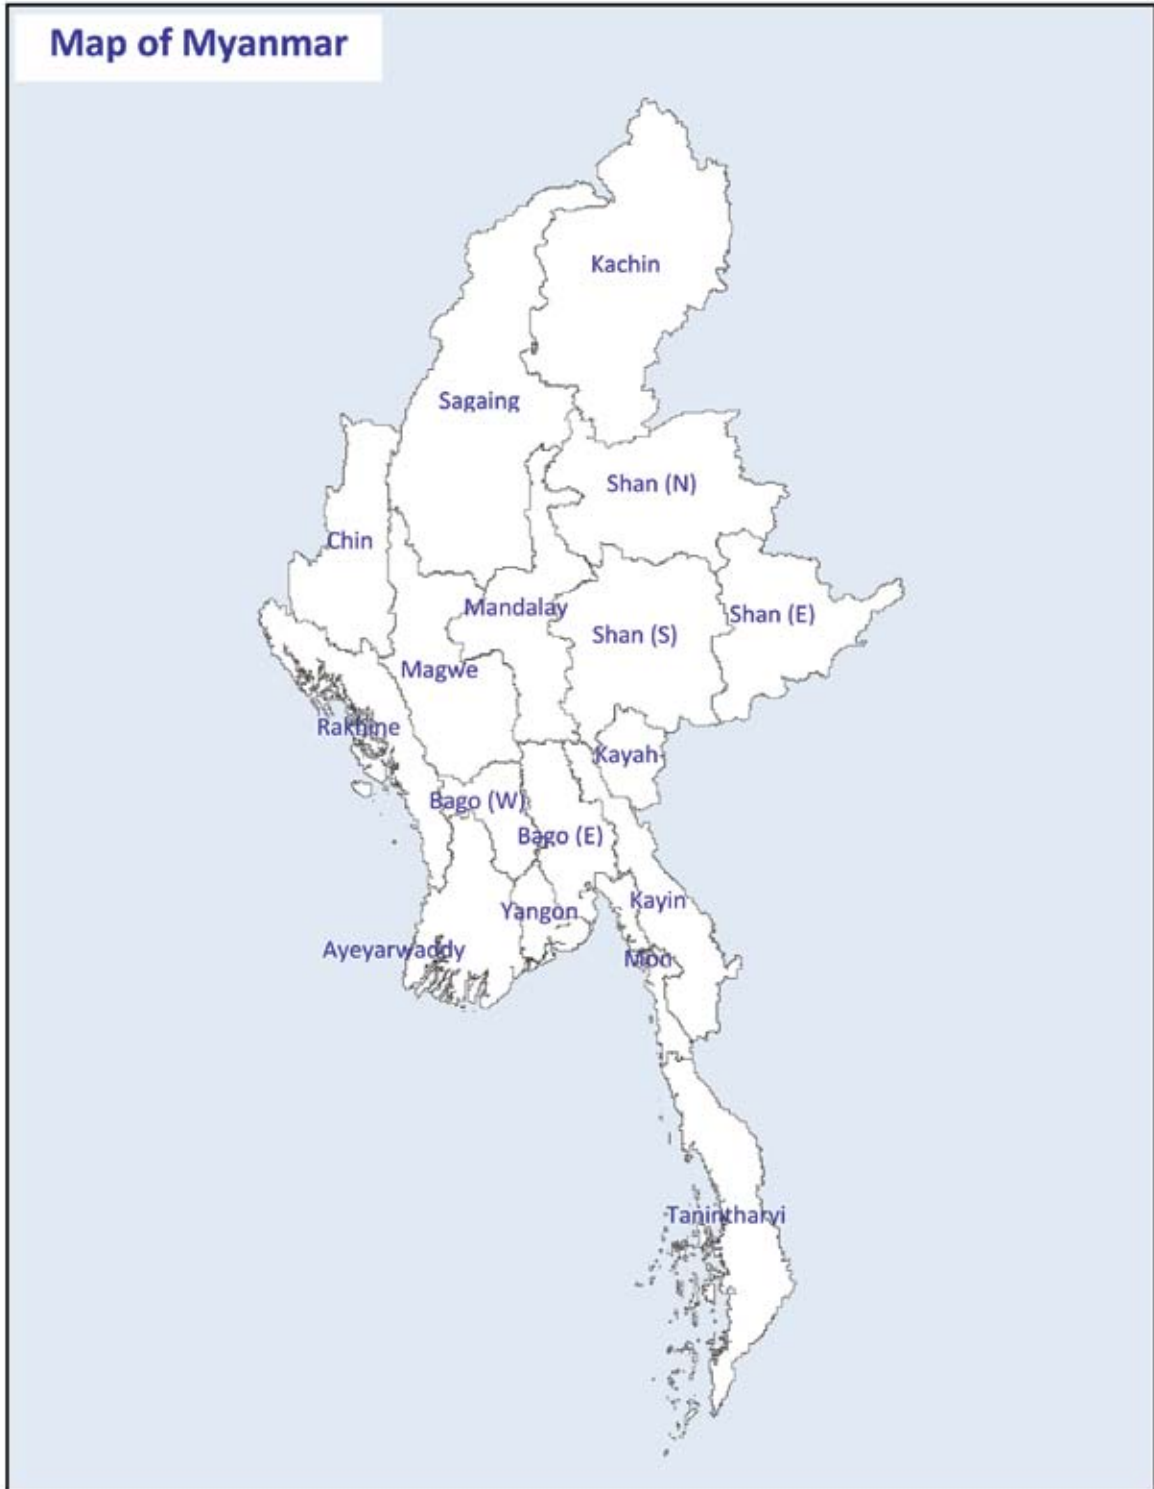 Map of Myanmar
Kachin
Sagaing
Shan (N)
Chin
Mandalay
Shan (E)
Shan (S)
Magwe
Rakhine
Kayah
Bago (W)
Bago (E)
Kayin
Yangon
Ayeyarwaddy
Mon
Tanintharyi